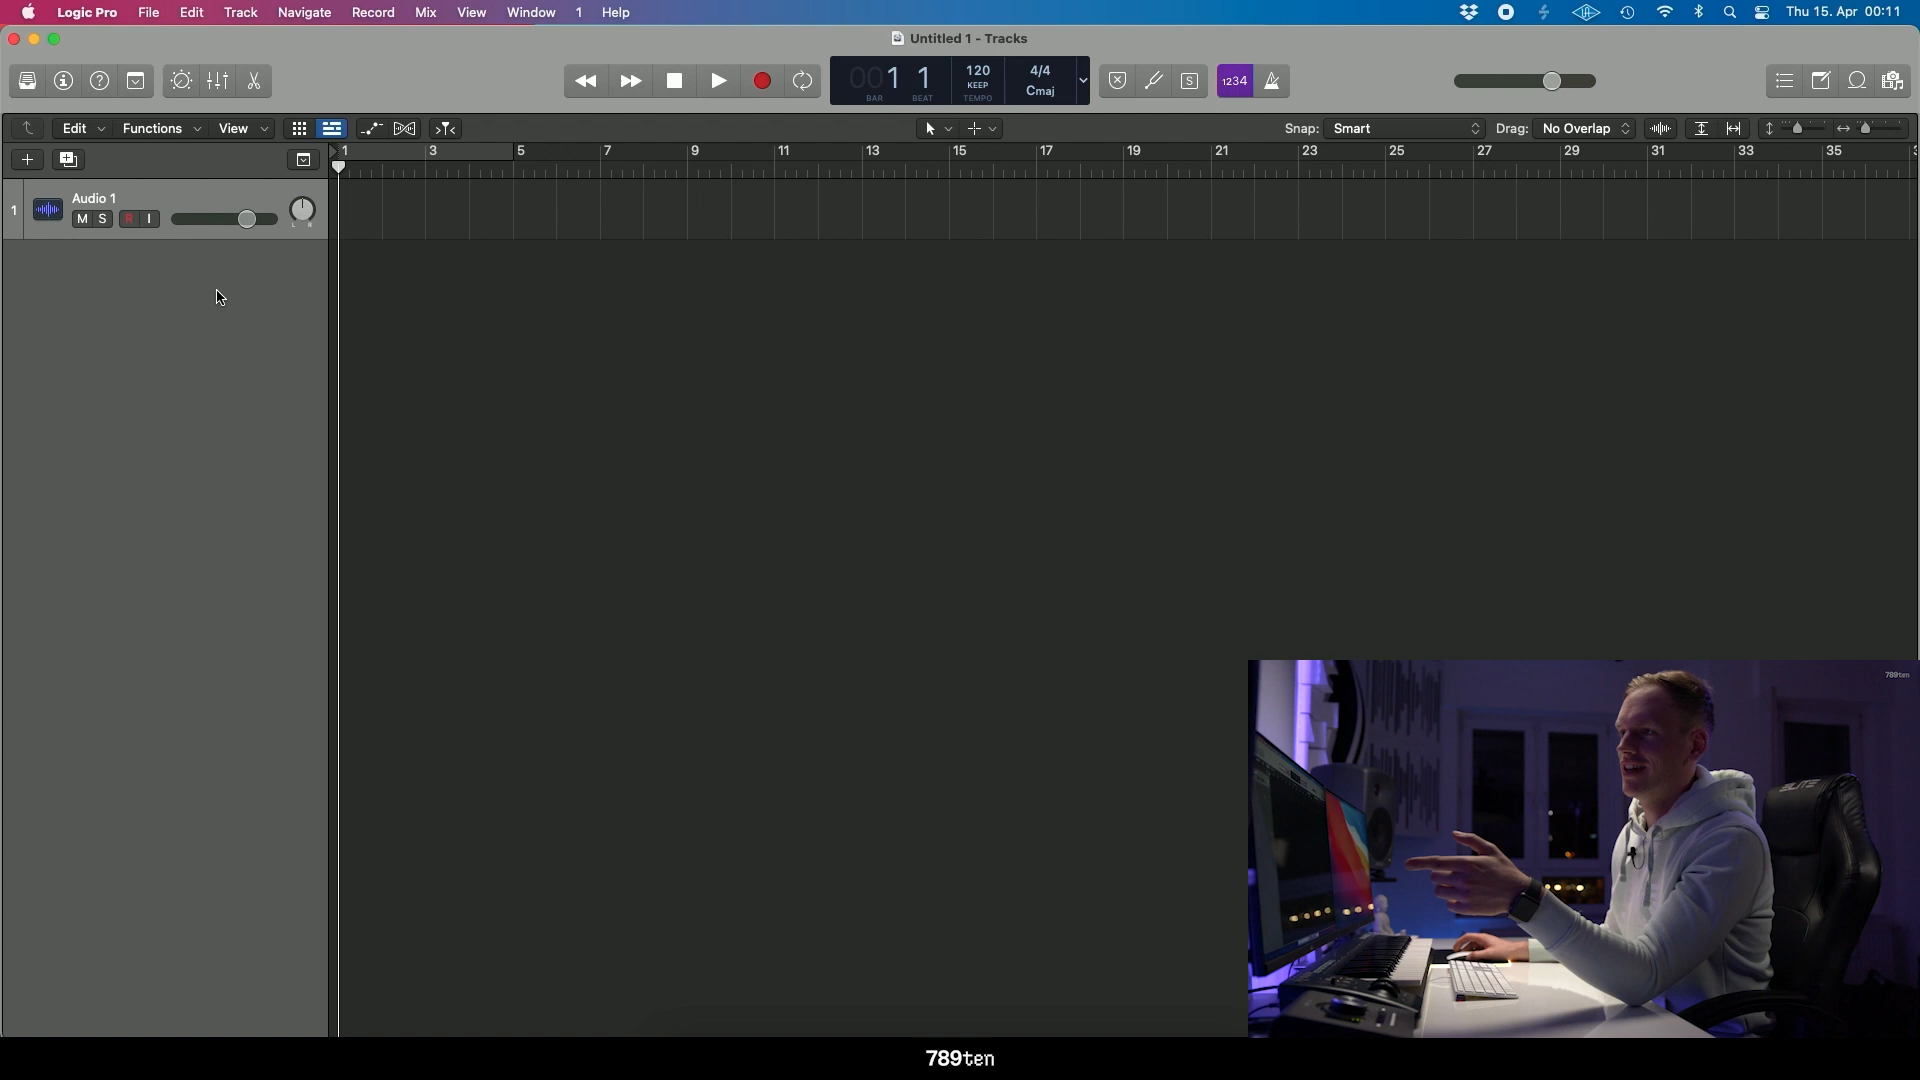 Logic Pro File Edit Track Navigate Record Mix View Window 1 Help Thu 15. Apr 00:11
Untitled 1 - Tracks
001 1 120 4/4
KEEP Cmaj
BAR BEAT TEMPO
S 1234
Edit Functions View Snap: Smart Drag: No Overlap
1 3 5 7 9 11 13 15 17 19 21 23 25 27 29 31 33 35
1 Audio 1
M S R I
L R
789ten
789ten